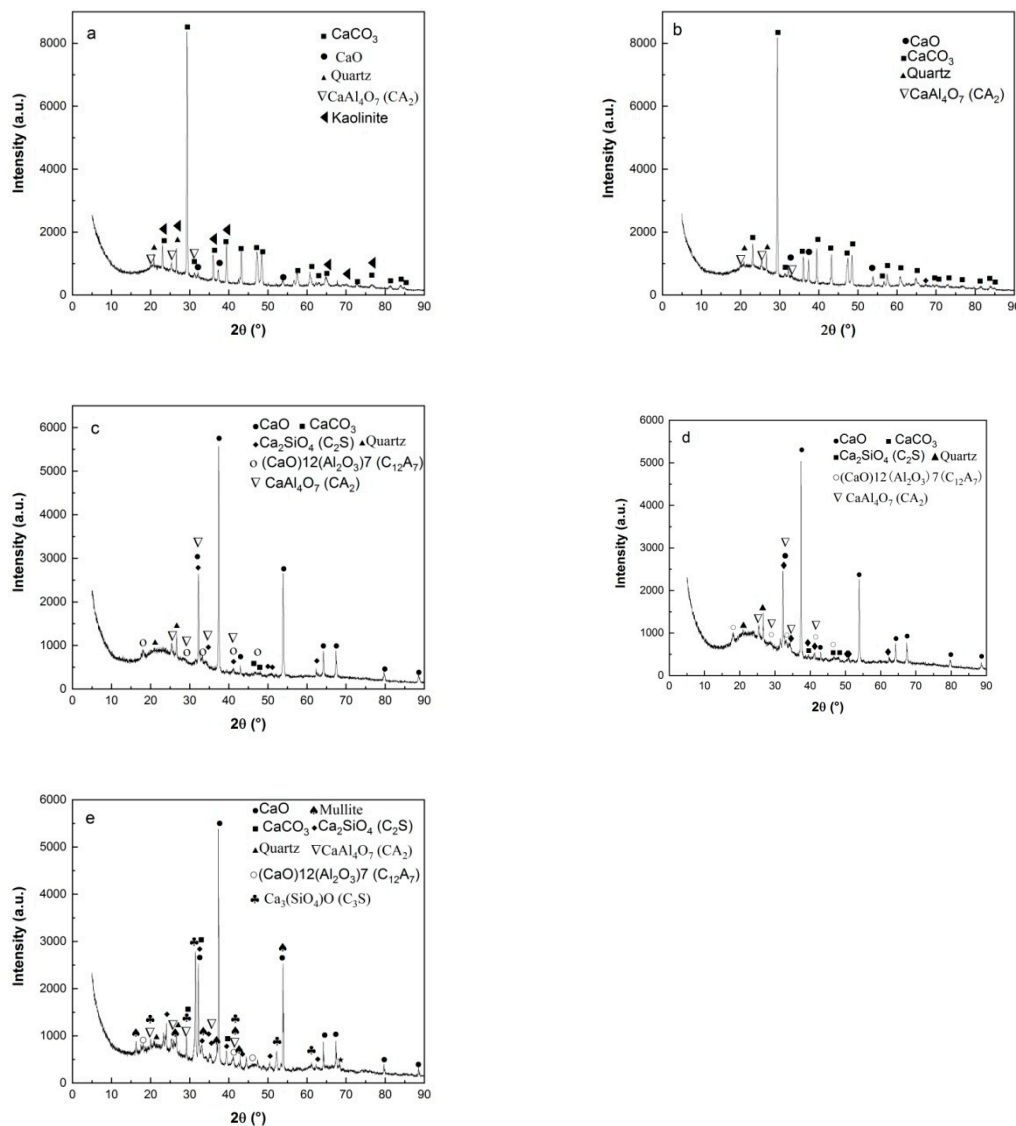 a
CaCO₃
CaO
Quartz
CaAl₄O₇ (CA₂)
Kaolinite
8000
6000
4000
2000
0
Intensity (a.u.)
0 10 20 30 40 50 60 70 80 90
2θ (°)
b
CaO
CaCO₃
Quartz
CaAl₄O₇ (CA₂)
8000
6000
4000
2000
0
Intensity (a.u.)
0 10 20 30 40 50 60 70 80 90
2θ (°)
c
CaO CaCO₃
Ca₂SiO₄ (C₂S) Quartz
(CaO)12(Al₂O₃)7 (C₁₂A₇)
CaAl₄O₇ (CA₂)
6000
5000
4000
3000
2000
1000
0
Intensity (a.u.)
0 10 20 30 40 50 60 70 80 90
2θ (°)
d
CaO CaCO₃
Ca₂SiO₄ (C₂S) Quartz
(CaO)12(Al₂O₃)7(C₁₂A₇)
CaAl₄O₇ (CA₂)
6000
5000
4000
3000
2000
1000
0
Intensity (a.u.)
0 10 20 30 40 50 60 70 80 90
2θ (°)
e
CaO Mullite
CaCO₃ Ca₂SiO₄ (C₂S)
Quartz CaAl₄O₇ (CA₂)
(CaO)12(Al₂O₃)7 (C₁₂A₇)
Ca₃(SiO₄)O (C₃S)
6000
5000
4000
3000
2000
1000
0
Intensity (a.u.)
0 10 20 30 40 50 60 70 80 90
2θ (°)